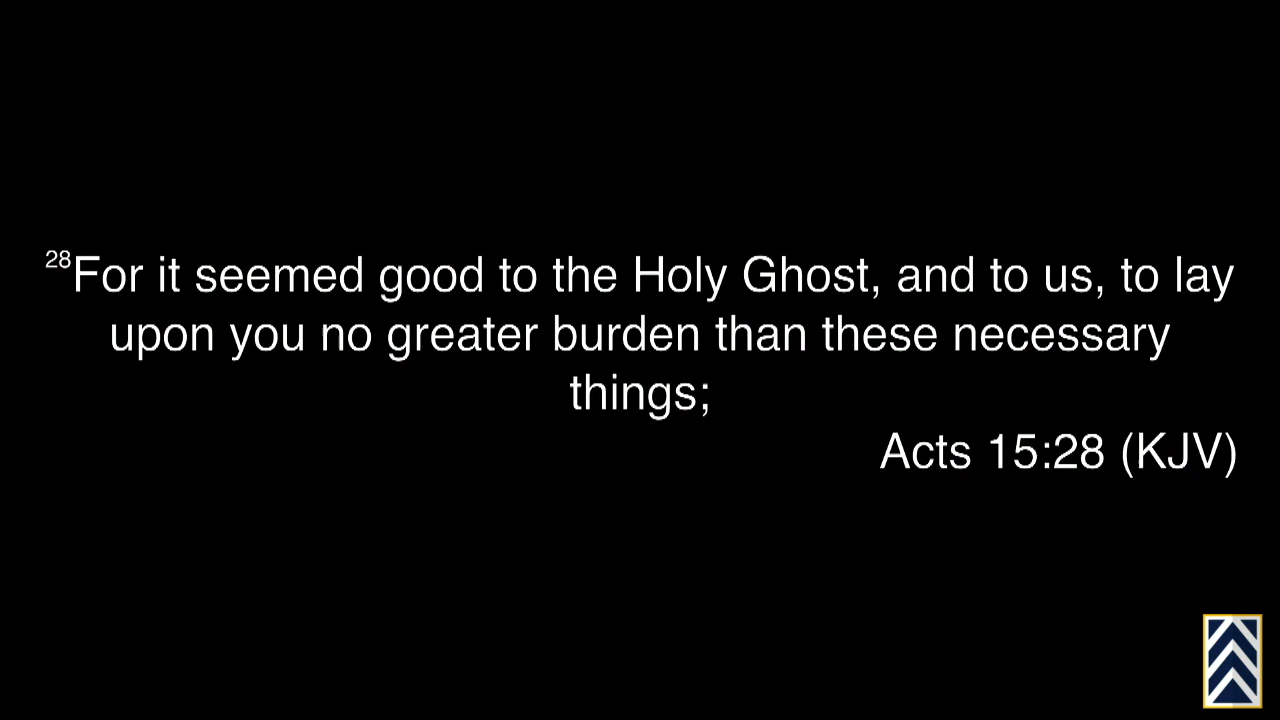 28For it seemed good to the Holy Ghost, and to us, to lay
upon you no greater burden than these necessary
things;
Acts 15:28 (KJV)